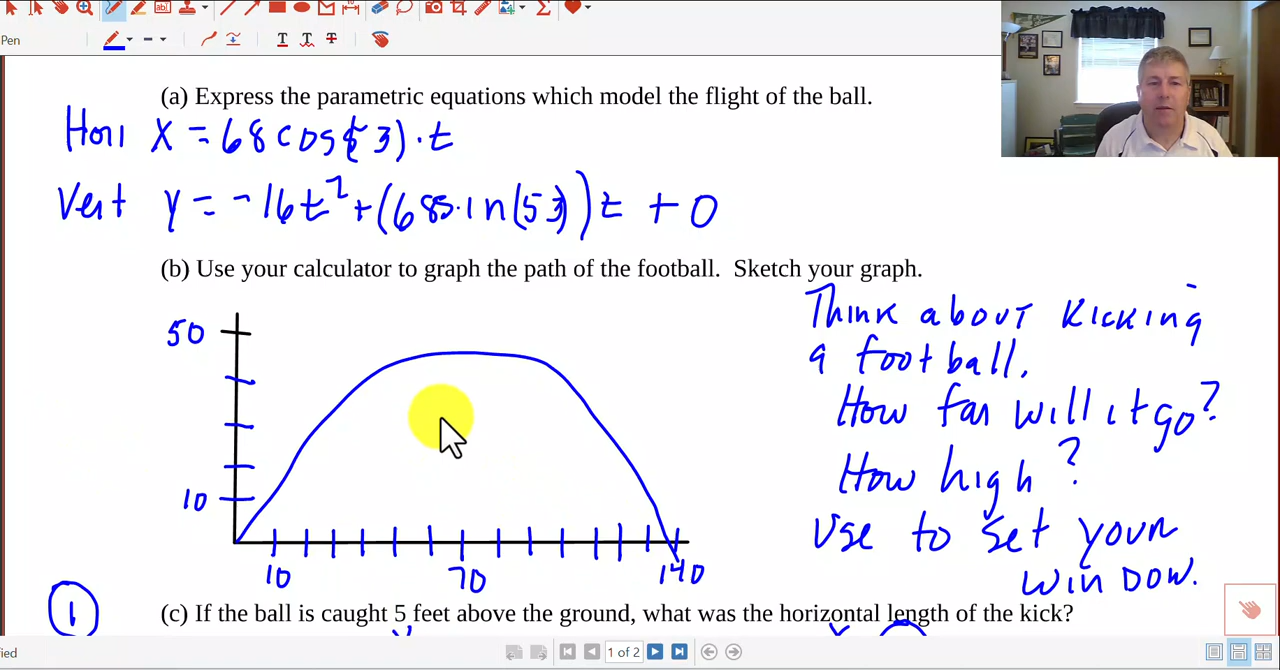 Pen
(a) Express the parametric equations which model the flight of the ball.
Hori X = 68 cos(53) · t
Vert y = -16t² + (68 sin(53)) t + 0
(b) Use your calculator to graph the path of the football. Sketch your graph.
Think about kicking
a football.
How far will it go?
How high?
Use to set your
window.
50
10
10 70 140
1
(c) If the ball is caught 5 feet above the ground, what was the horizontal length of the kick?
ied
1 of 2